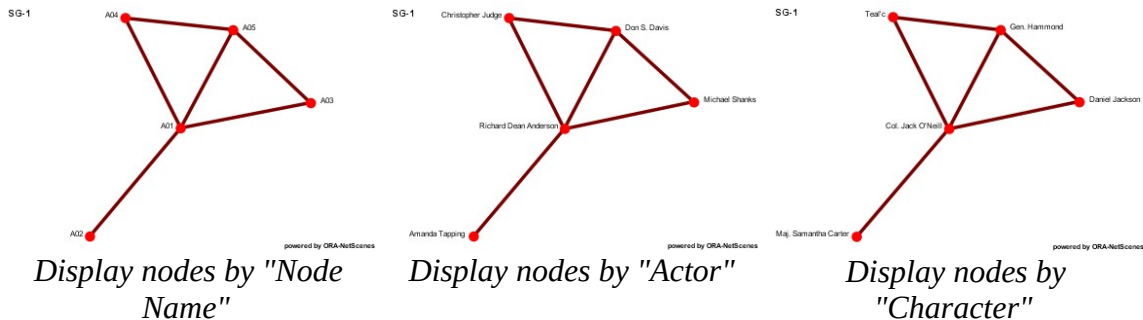 SG-1
A04
A05
A03
A01
A02
powered by ORA-NetScenes
Display nodes by "Node
Name"
SG-1
Christopher Judge
Don S. Davis
Michael Shanks
Richard Dean Anderson
Amanda Tapping
powered by ORA-NetScenes
Display nodes by "Actor"
SG-1
Teal'c
Gen. Hammond
Daniel Jackson
Col. Jack O'Neill
Maj. Samantha Carter
powered by ORA-NetScenes
Display nodes by
"Character"